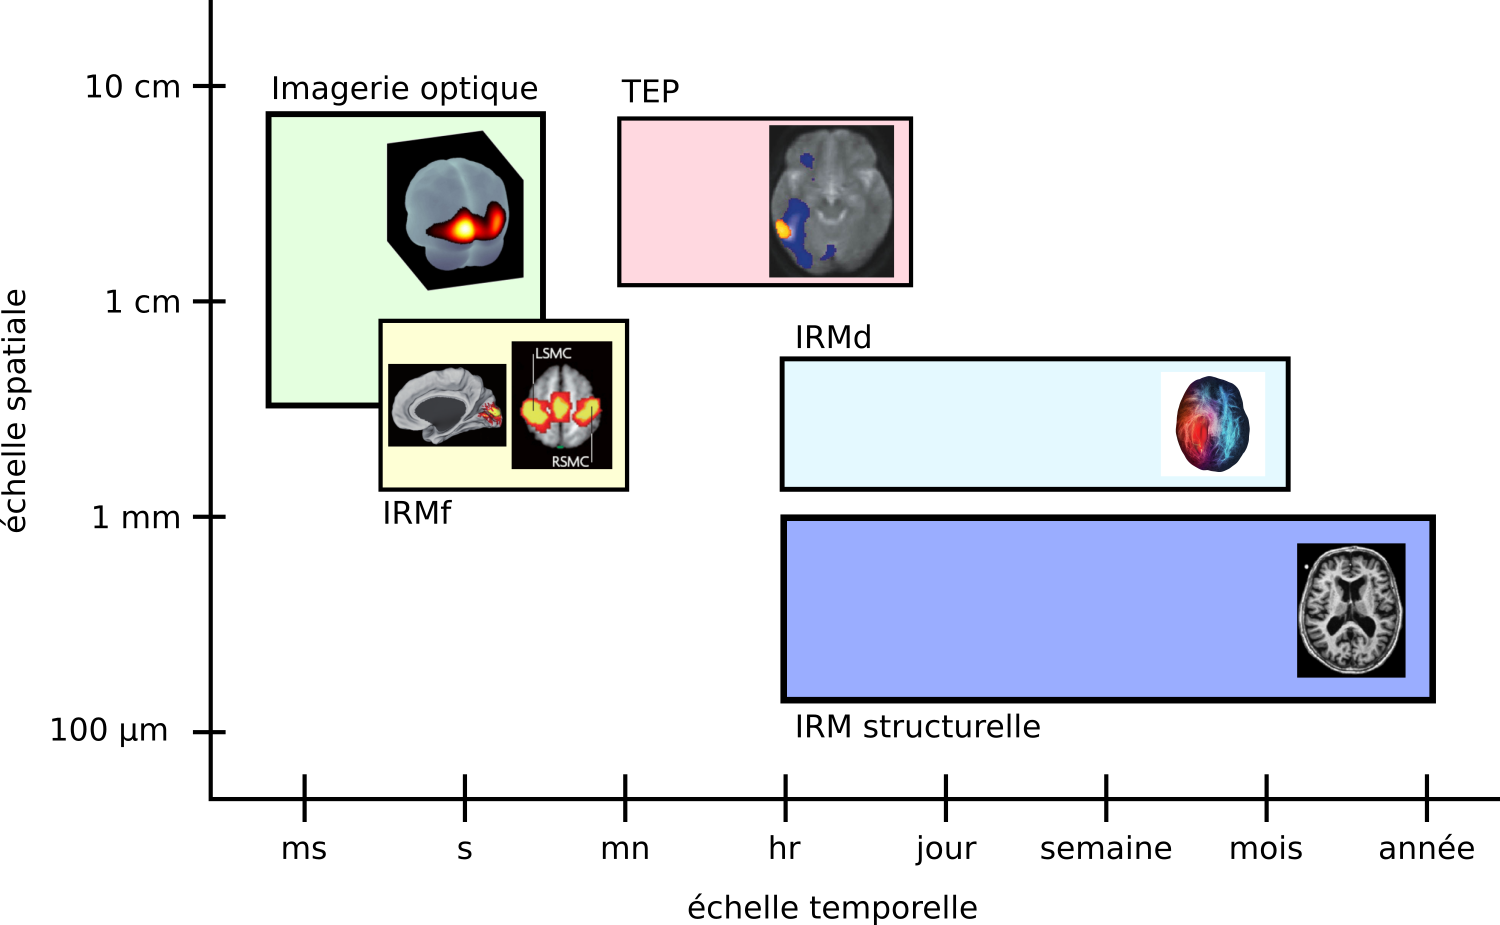 10 cm
Imagerie optique
TEP
1 cm
IRMd
LSMC
RSMC
IRMf
1 mm
IRM structurelle
100 µm
échelle spatiale
ms
s
mn
hr
jour
semaine
mois
année
échelle temporelle